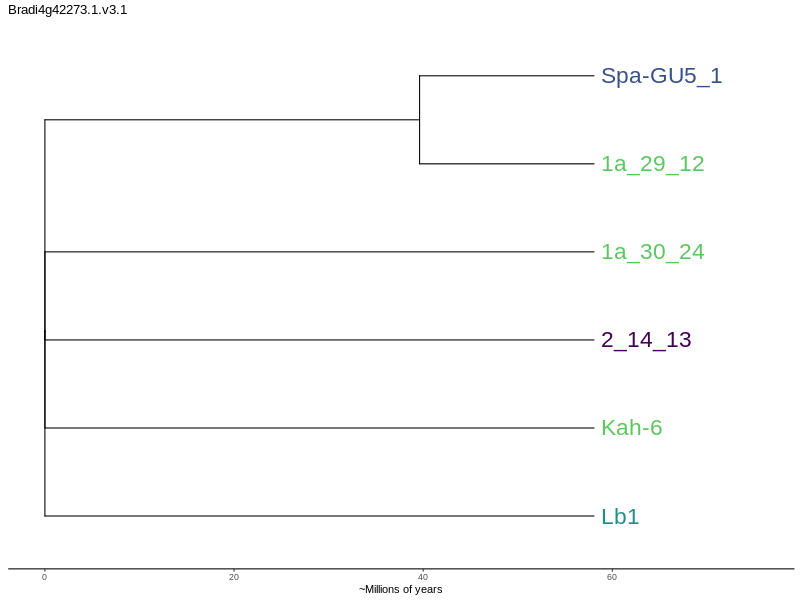 Bradi4g42273.1.v3.1
Spa-GU5_1
1a_29_12
1a_30_24
2_14_13
Kah-6
Lb1
0 20 40 60
~Millions of years